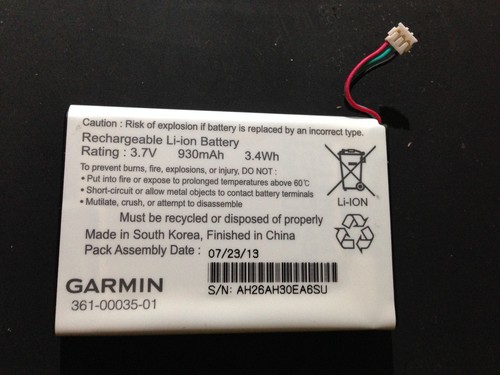 Caution : Risk of explosion if battery is replaced by an incorrect type.
Rechargeable Li-ion Battery
Rating : 3.7V 930mAh 3.4Wh
To prevent burns, fire, explosions, or injury, DO NOT :
• Put into fire or expose to prolonged temperatures above 60℃
• Short-circuit or allow metal objects to contact battery terminals
• Mutilate, crush, or attempt to disassemble
Li-ION
Must be recycled or disposed of properly
Made in South Korea, Finished in China
Pack Assembly Date : 07/23/13
GARMIN
361-00035-01
S/N: AH26AH30EA6SU